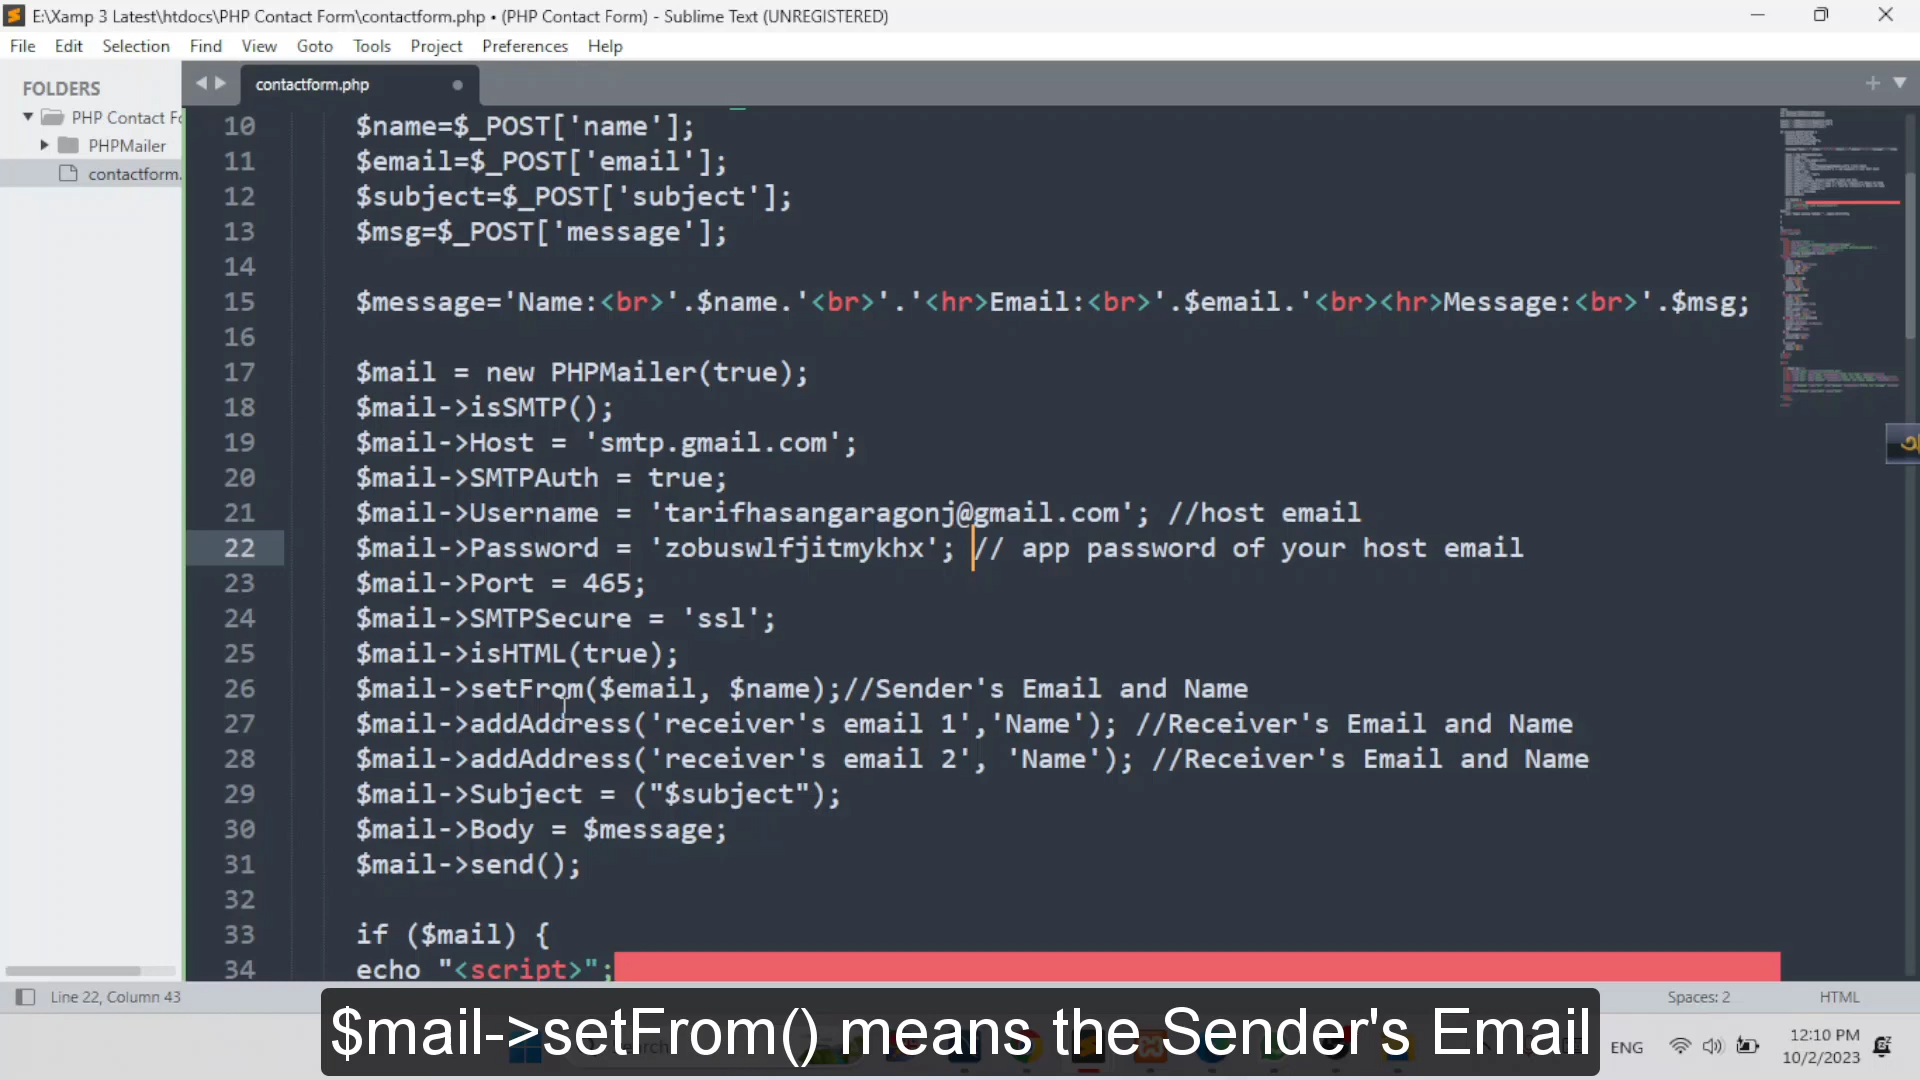 E:\Xamp 3 Latest\htdocs\PHP Contact Form\contactform.php • (PHP Contact Form) - Sublime Text (UNREGISTERED)
File Edit Selection Find View Goto Tools Project Preferences Help
FOLDERS
PHP Contact Fo
PHPMailer
contactform.
contactform.php
10 $name=$_POST['name'];
11 $email=$_POST['email'];
12 $subject=$_POST['subject'];
13 $msg=$_POST['message'];
14
15 $message='Name:<br>'.$name.'<br>'.'<hr>Email:<br>'.$email.'<br><hr>Message:<br>'.$msg;
16
17 $mail = new PHPMailer(true);
18 $mail->isSMTP();
19 $mail->Host = 'smtp.gmail.com';
20 $mail->SMTPAuth = true;
21 $mail->Username = 'tarifhasangaragonj@gmail.com'; //host email
22 $mail->Password = 'zobuswlfjitmykhx'; // app password of your host email
23 $mail->Port = 465;
24 $mail->SMTPSecure = 'ssl';
25 $mail->isHTML(true);
26 $mail->setFrom($email, $name);//Sender's Email and Name
27 $mail->addAddress('receiver's email 1','Name'); //Receiver's Email and Name
28 $mail->addAddress('receiver's email 2', 'Name'); //Receiver's Email and Name
29 $mail->Subject = ("$subject");
30 $mail->Body = $message;
31 $mail->send();
32
33 if ($mail) {
34 echo "<script>";
Line 22, Column 43
Spaces: 2
HTML
$mail->setFrom() means the Sender's Email
ENG
12:10 PM
10/2/2023